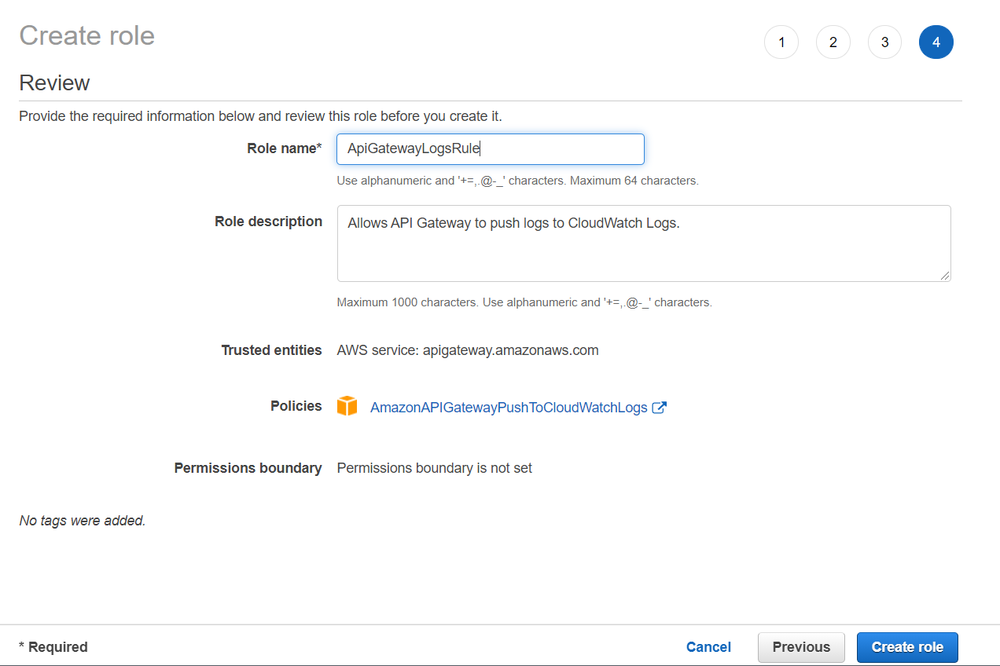 Create role
1 2 3 4
Review
Provide the required information below and review this role before you create it.
Role name* ApiGatewayLogsRule
Use alphanumeric and '+=,.@-_' characters. Maximum 64 characters.
Role description Allows API Gateway to push logs to CloudWatch Logs.
Maximum 1000 characters. Use alphanumeric and '+=,.@-_' characters.
Trusted entities AWS service: apigateway.amazonaws.com
Policies AmazonAPIGatewayPushToCloudWatchLogs
Permissions boundary Permissions boundary is not set
No tags were added.
* Required Cancel Previous Create role